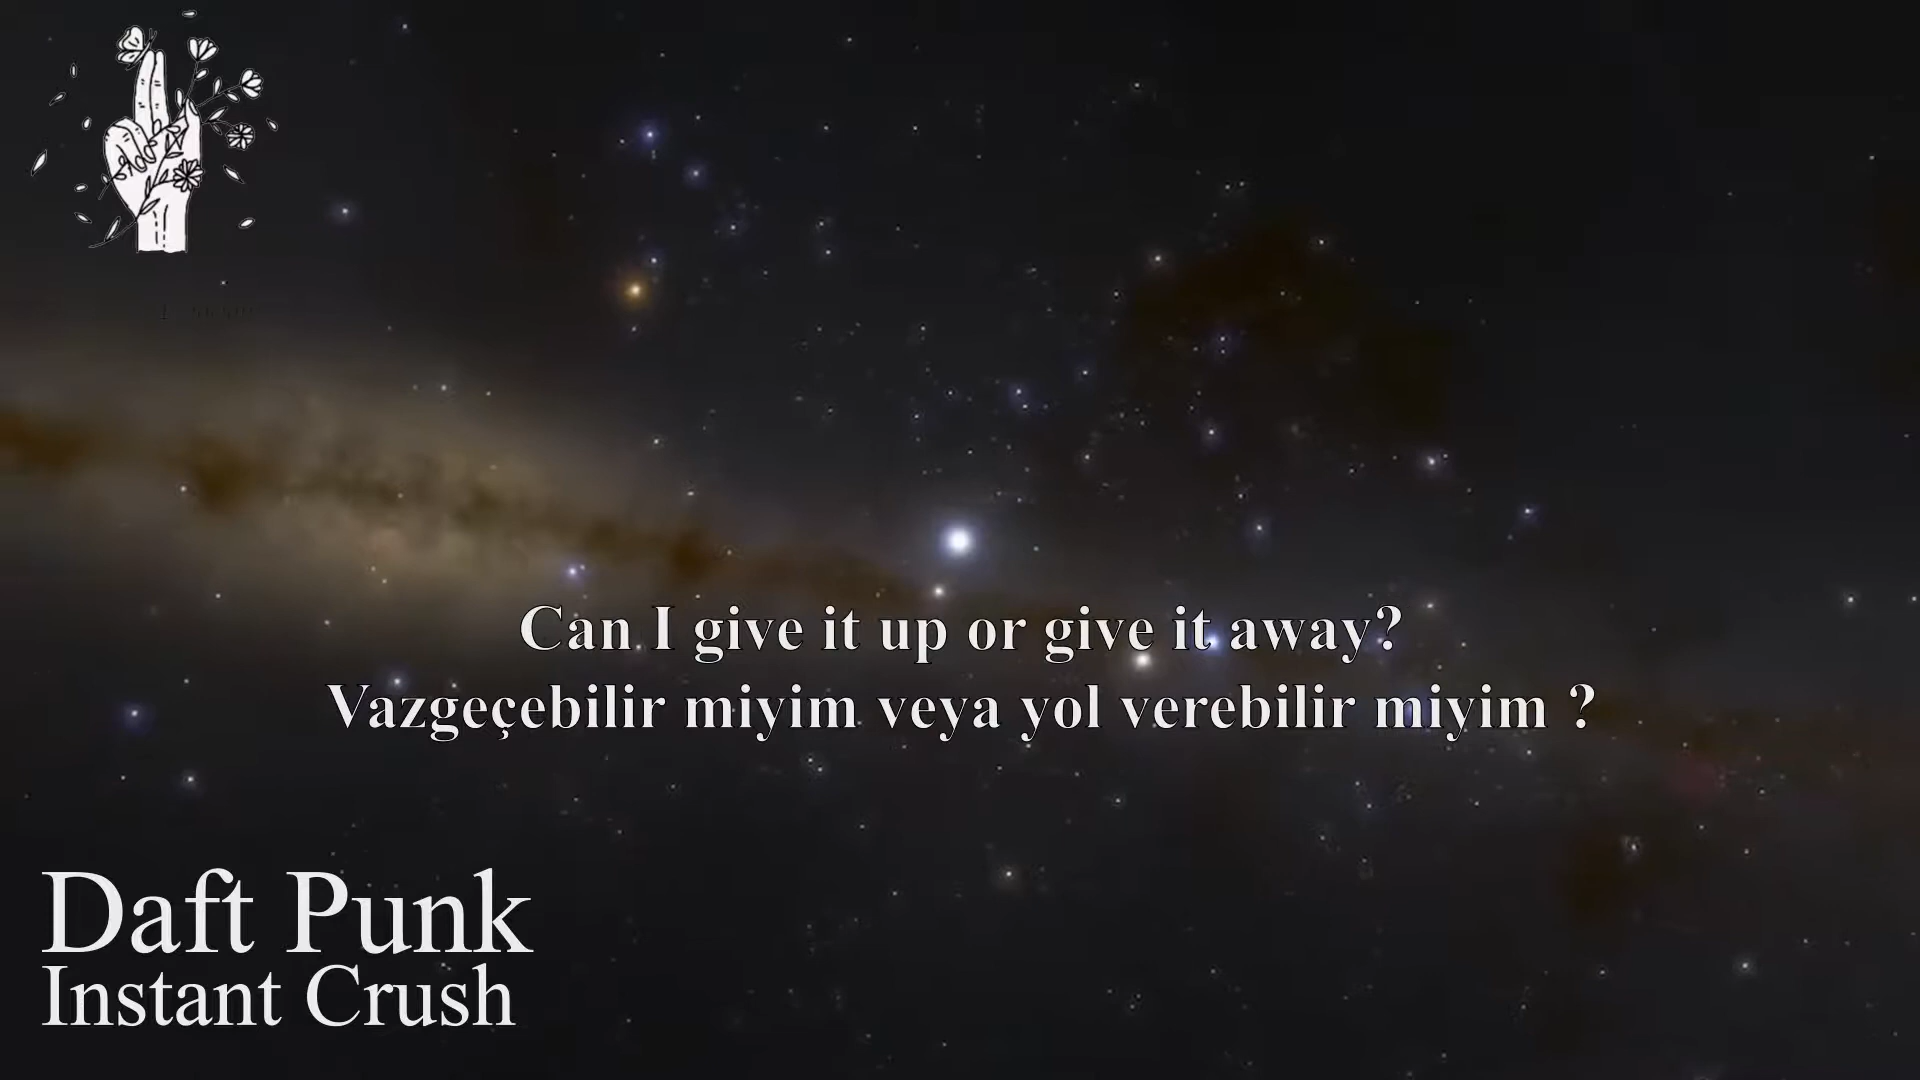 Can I give it up or give it away?
Vazgeçebilir miyim veya yol verebilir miyim ?
Daft Punk
Instant Crush